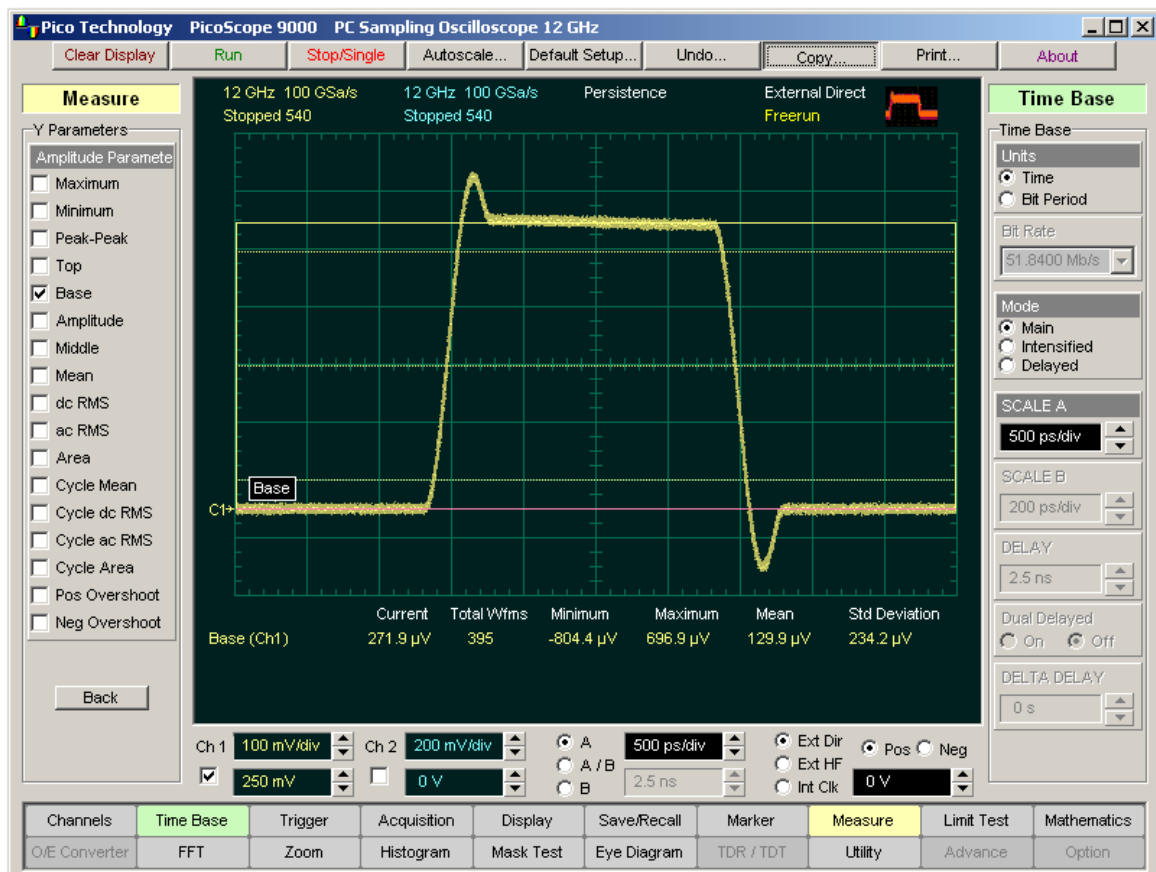 Pico Technology PicoScope 9000 PC Sampling Oscilloscope 12 GHz
Clear Display Run Stop/Single Autoscale... Default Setup... Undo... Copy... Print... About
Measure
Y Parameters
Amplitude Paramete
Maximum
Minimum
Peak-Peak
Top
Base
Amplitude
Middle
Mean
dc RMS
ac RMS
Area
Cycle Mean
Cycle dc RMS
Cycle ac RMS
Cycle Area
Pos Overshoot
Neg Overshoot
Back
12 GHz 100 GSa/s 12 GHz 100 GSa/s Persistence External Direct
Stopped 540 Stopped 540 Freerun
Base
C1
Current Total Wfms Minimum Maximum Mean Std Deviation
Base (Ch1) 271.9 µV 395 -804.4 µV 696.9 µV 129.9 µV 234.2 µV
Ch 1 100 mV/div Ch 2 200 mV/div A 500 ps/div Ext Dir Pos Neg
A / B Ext HF
250 mV 0 V B 2.5 ns Int Clk 0 V
Time Base
Time Base
Units
Time
Bit Period
Bit Rate
51.8400 Mb/s
Mode
Main
Intensified
Delayed
SCALE A
500 ps/div
SCALE B
200 ps/div
DELAY
2.5 ns
Dual Delayed
On Off
DELTA DELAY
0 s
Channels Time Base Trigger Acquisition Display Save/Recall Marker Measure Limit Test Mathematics
O/E Converter FFT Zoom Histogram Mask Test Eye Diagram TDR / TDT Utility Advance Option